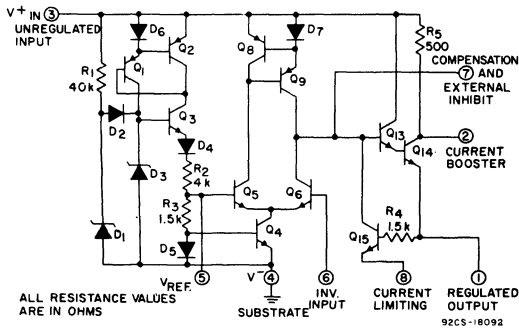 V+ IN ③
UNREGULATED
INPUT
D6
Q1
Q2
R1
40k
D2
Q3
D4
D3
R2
4k
R3
1.5k
D5
D1
Q8
D7
Q9
Q5
Q6
Q4
R5
500
COMPENSATION
⑦ AND
EXTERNAL
INHIBIT
Q13
Q14
②
CURRENT
BOOSTER
R4
1.5k
Q15
VREF. ⑤
V- ④
SUBSTRATE
⑥
INV.
INPUT
⑧
CURRENT
LIMITING
①
REGULATED
OUTPUT
ALL RESISTANCE VALUES
ARE IN OHMS
92CS-18092